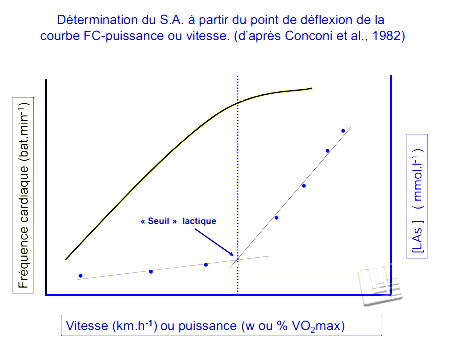 Détermination du S.A. à partir du point de déflexion de la
courbe FC-puissance ou vitesse. (d'après Conconi et al., 1982)
Fréquence cardiaque (bat.min⁻¹)
« Seuil » lactique
[LAs ] ( mmol.l⁻¹ )
Vitesse (km.h⁻¹) ou puissance (w ou % VO₂max)